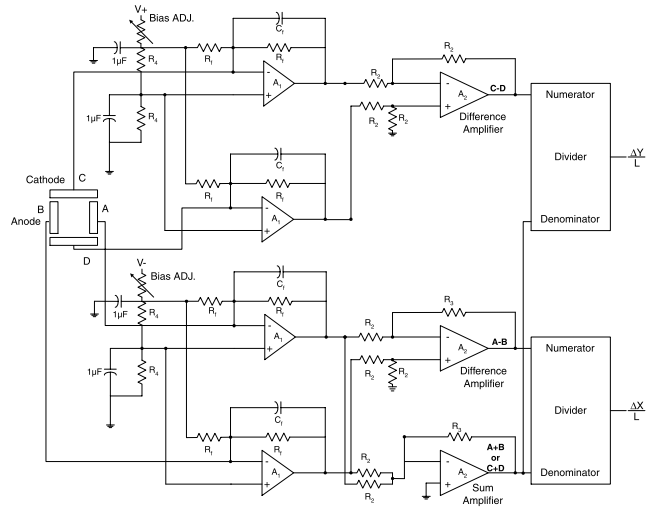 V+
Bias ADJ.
1µF
R4
Rf
Cf
Rf
A1
-
+
R2
R2
R2
R2
A2
-
+
C-D
Difference
Amplifier
Numerator
Divider
Denominator
ΔY
L
1µF
R4
Rf
Cf
Rf
A1
-
+
Cathode
C
B
A
Anode
D
V-
Bias ADJ.
1µF
R4
Rf
Cf
Rf
A1
-
+
R2
R3
R2
R2
A2
-
+
A-B
Difference
Amplifier
Numerator
Divider
Denominator
ΔX
L
1µF
R4
Rf
Cf
Rf
A1
-
+
R2
R2
R3
A2
-
+
A+B
or
C+D
Sum
Amplifier